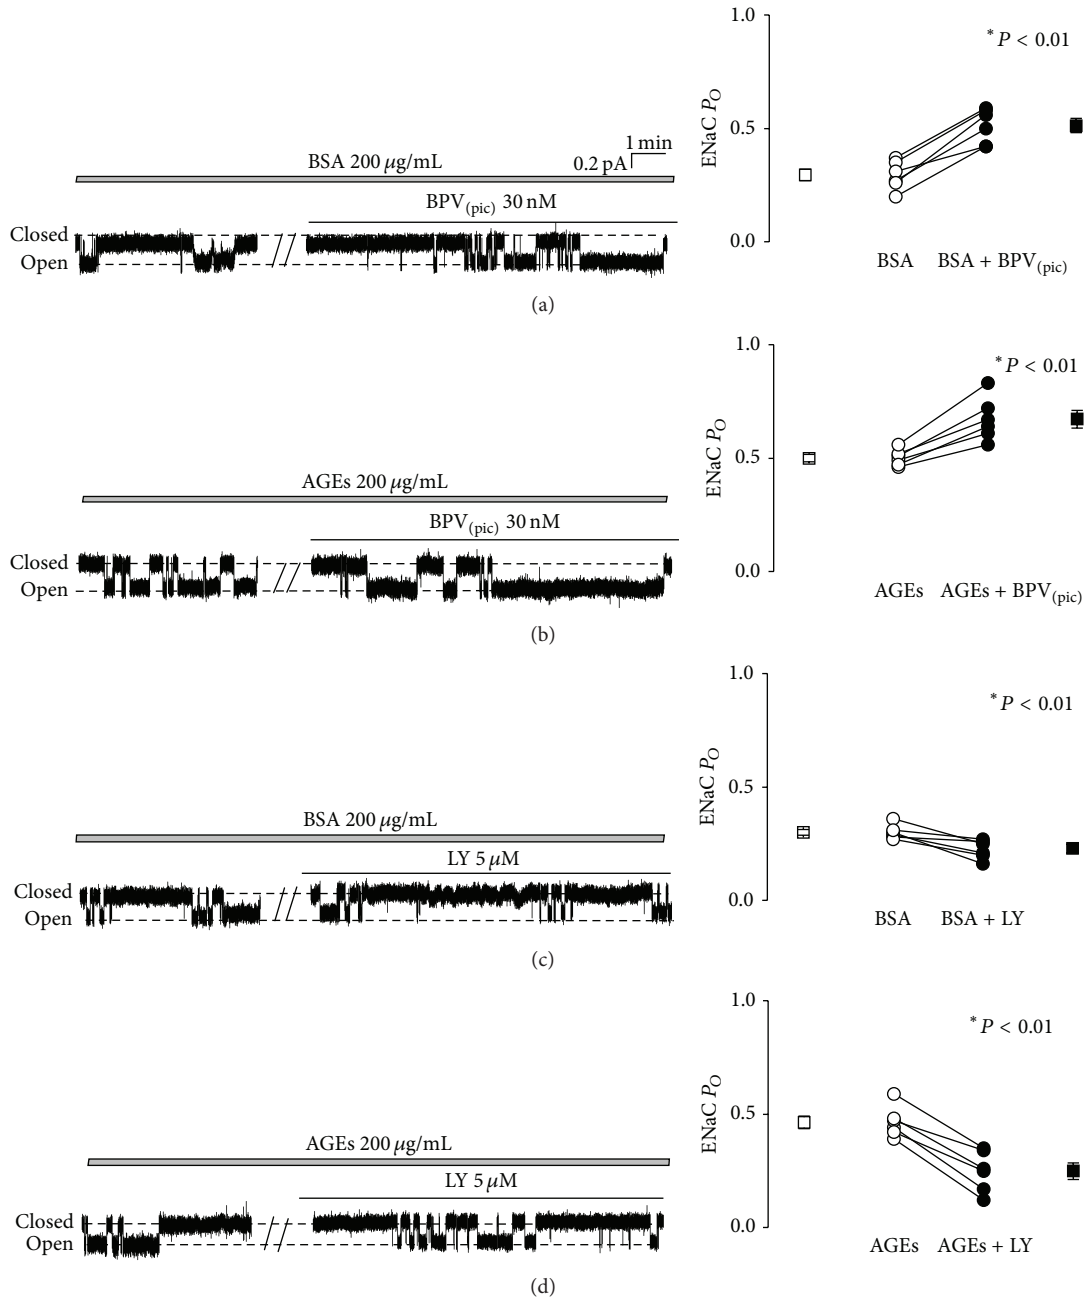 1.0
* P < 0.01
ENaC P_O
0.5
0.0
BSA
BSA + BPV(pic)
1 min
0.2 pA
BSA 200 μg/mL
BPV(pic) 30 nM
Closed
Open
(a)
1.0
* P < 0.01
ENaC P_O
0.5
0.0
AGEs
AGEs + BPV(pic)
AGEs 200 μg/mL
BPV(pic) 30 nM
Closed
Open
(b)
1.0
* P < 0.01
ENaC P_O
0.5
0.0
BSA
BSA + LY
BSA 200 μg/mL
LY 5 μM
Closed
Open
(c)
1.0
* P < 0.01
ENaC P_O
0.5
0.0
AGEs
AGEs + LY
AGEs 200 μg/mL
LY 5 μM
Closed
Open
(d)